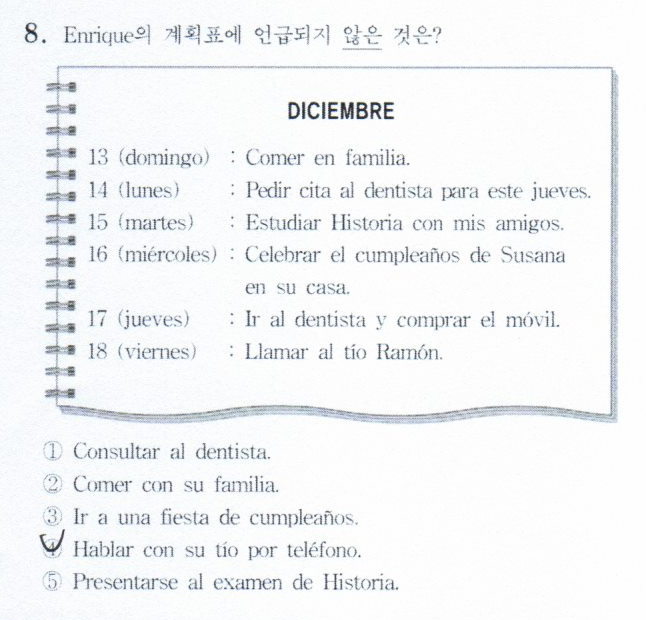 8. Enrique의 계획표에 언급되지 않은 것은?
DICIEMBRE
13 (domingo) : Comer en familia.
14 (lunes) : Pedir cita al dentista para este jueves.
15 (martes) : Estudiar Historia con mis amigos.
16 (miércoles) : Celebrar el cumpleaños de Susana
en su casa.
17 (jueves) : Ir al dentista y comprar el móvil.
18 (viernes) : Llamar al tío Ramón.
① Consultar al dentista.
② Comer con su familia.
③ Ir a una fiesta de cumpleaños.
④ Hablar con su tío por teléfono.
⑤ Presentarse al examen de Historia.